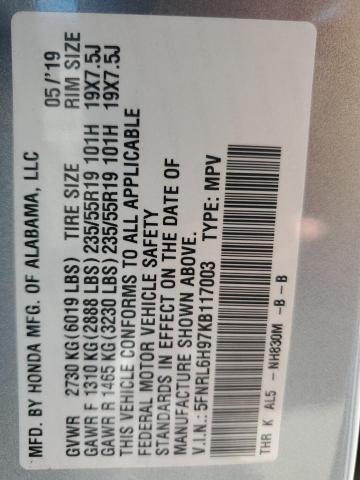 MFD. BY HONDA MFG. OF ALABAMA, LLC 05/'19
GVWR 2730 KG(6019 LBS) TIRE SIZE RIM SIZE
GAWR F 1310 KG(2888 LBS) 235/55R19 101H 19X7.5J
GAWR R 1465 KG(3230 LBS) 235/55R19 101H 19X7.5J
THIS VEHICLE CONFORMS TO ALL APPLICABLE
FEDERAL MOTOR VEHICLE SAFETY
STANDARDS IN EFFECT ON THE DATE OF
MANUFACTURE SHOWN ABOVE.
V.I.N.: 5FNRL6H97KB117003 TYPE: MPV
THR K AL5 - NH830M -B -B